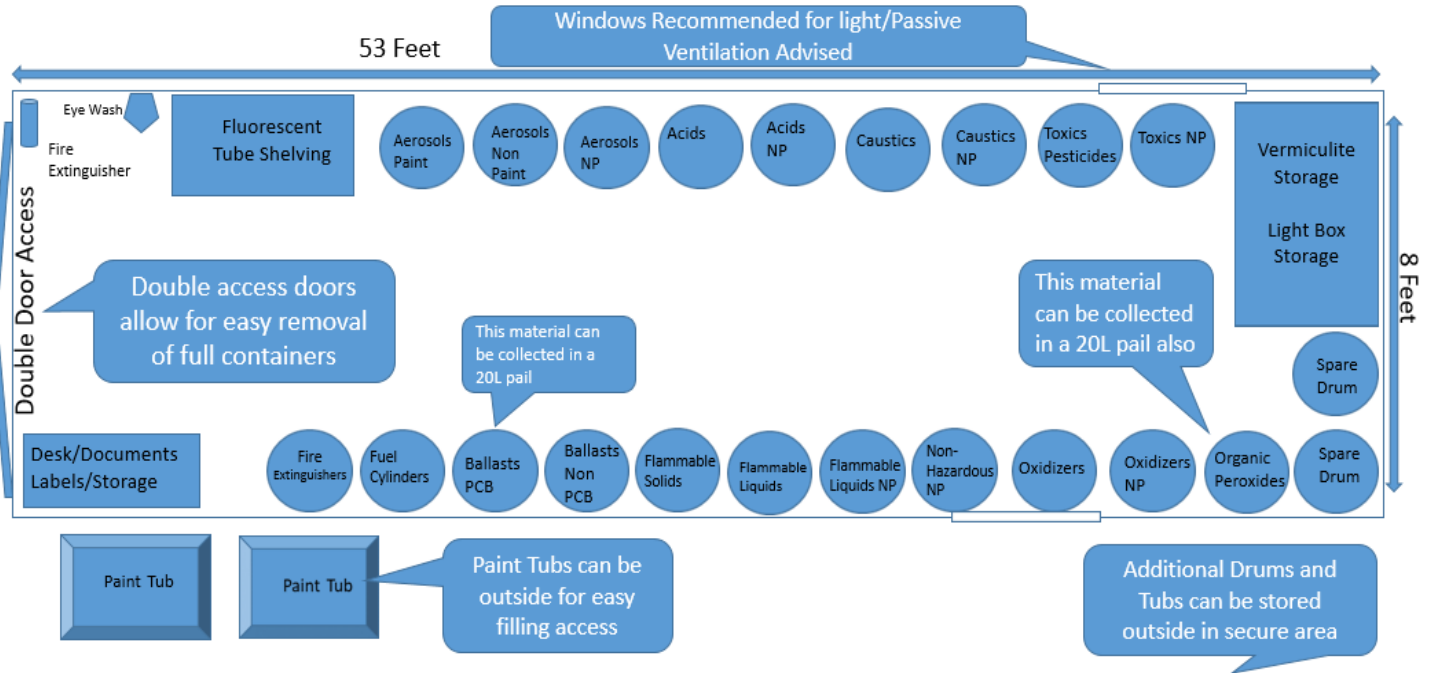 Windows Recommended for light/Passive
Ventilation Advised
53 Feet
Eye Wash
Fire
Extinguisher
Fluorescent
Tube Shelving
Aerosols
Paint
Aerosols
Non
Paint
Aerosols
NP
Acids
Acids
NP
Caustics
Caustics
NP
Toxics
Pesticides
Toxics NP
Vermiculite
Storage
Light Box
Storage
8 Feet
Double Door Access
Double access doors
allow for easy removal
of full containers
This material can
be collected in a
20L pail
This material
can be collected
in a 20L pail also
Spare
Drum
Desk/Documents
Labels/Storage
Fire
Extinguishers
Fuel
Cylinders
Ballasts
PCB
Ballasts
Non
PCB
Flammable
Solids
Flammable
Liquids
Flammable
Liquids NP
Non-
Hazardous
NP
Oxidizers
Oxidizers
NP
Organic
Peroxides
Spare
Drum
Paint Tub
Paint Tub
Paint Tubs can be
outside for easy
filling access
Additional Drums and
Tubs can be stored
outside in secure area